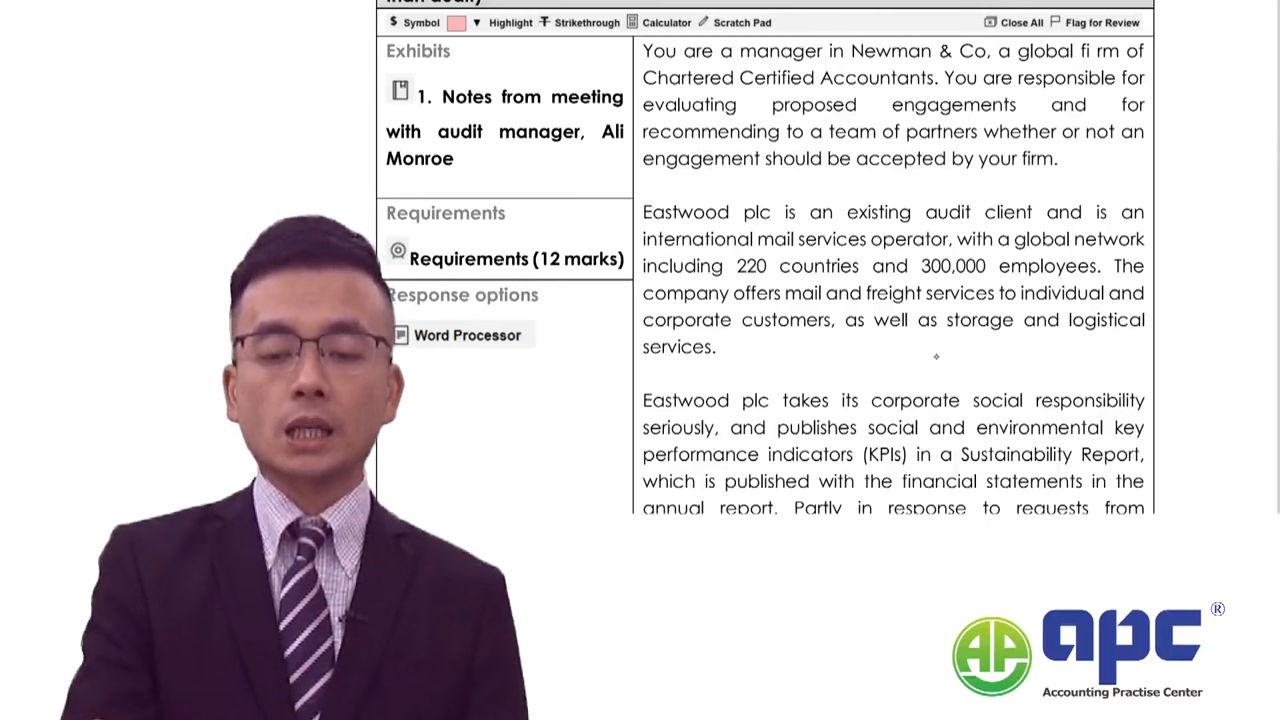 Symbol Highlight Strikethrough Calculator Scratch Pad Close All Flag for Review
Exhibits
1. Notes from meeting
with audit manager, Ali
Monroe
Requirements
Requirements (12 marks)
Response options
Word Processor
You are a manager in Newman & Co, a global fi rm of
Chartered Certified Accountants. You are responsible for
evaluating proposed engagements and for
recommending to a team of partners whether or not an
engagement should be accepted by your firm.
Eastwood plc is an existing audit client and is an
international mail services operator, with a global network
including 220 countries and 300,000 employees. The
company offers mail and freight services to individual and
corporate customers, as well as storage and logistical
services.
Eastwood plc takes its corporate social responsibility
seriously, and publishes social and environmental key
performance indicators (KPIs) in a Sustainability Report,
which is published with the financial statements in the
annual report. Partly in response to requests from
AP
apc®
Accounting Practise Center